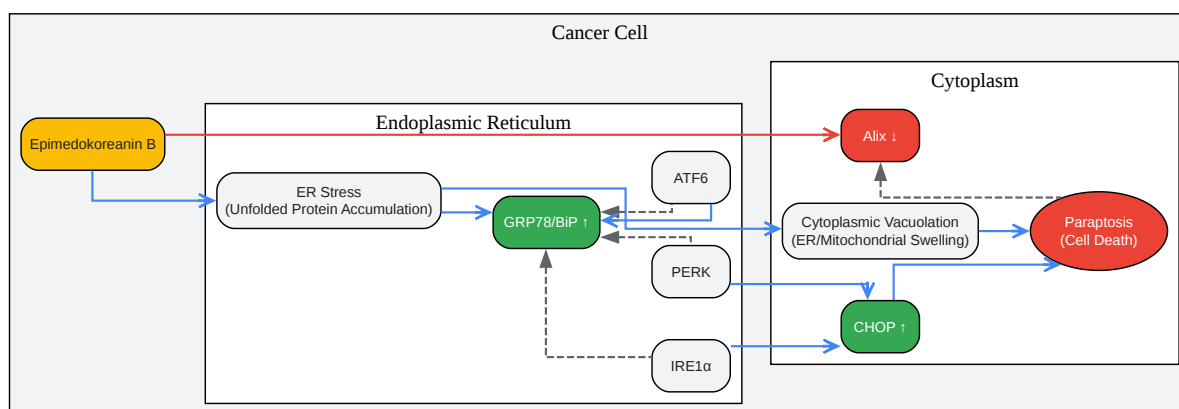 Cancer Cell
Cytoplasm
Endoplasmic Reticulum
Epimedokoreanin B
Alix ↓
ATF6
ER Stress
(Unfolded Protein Accumulation)
GRP78/BiP ↑
Cytoplasmic Vacuolation
(ER/Mitochondrial Swelling)
Paraptosis
(Cell Death)
PERK
CHOP ↑
IRE1α